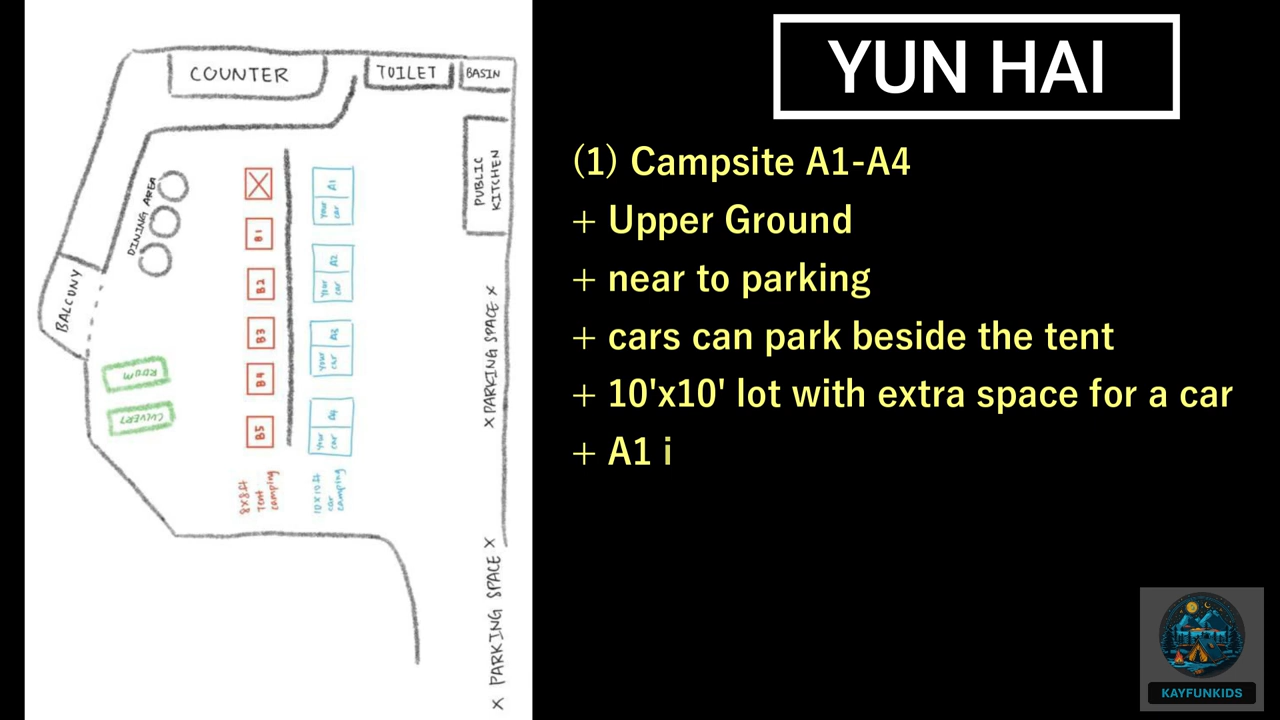 COUNTER
TOILET
BASIN
PUBLIC
KITCHEN
DINING AREA
BALCONY
ROOM
CULVERT
B1
B2
B3
B4
B5
8x8ft
tent
camping
A1
Your
car
A2
Your
car
A3
Your
car
A4
Your
car
10x10ft
car
camping
X PARKING SPACE X
X PARKING SPACE X
YUN HAI
(1) Campsite A1-A4
+ Upper Ground
+ near to parking
+ cars can park beside the tent
+ 10'x10' lot with extra space for a car
+ A1 i
KAYFUNKIDS